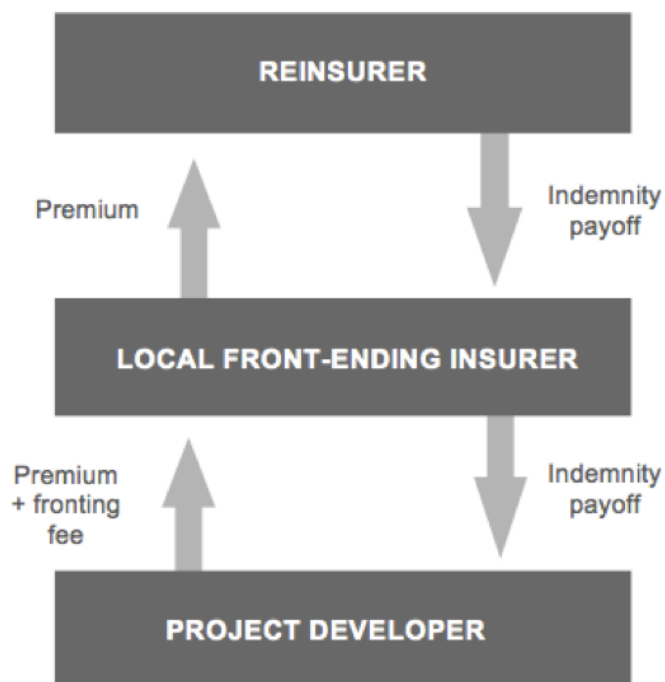 REINSURER
Premium
Indemnity
payoff
LOCAL FRONT-ENDING INSURER
Premium
+ fronting
fee
Indemnity
payoff
PROJECT DEVELOPER